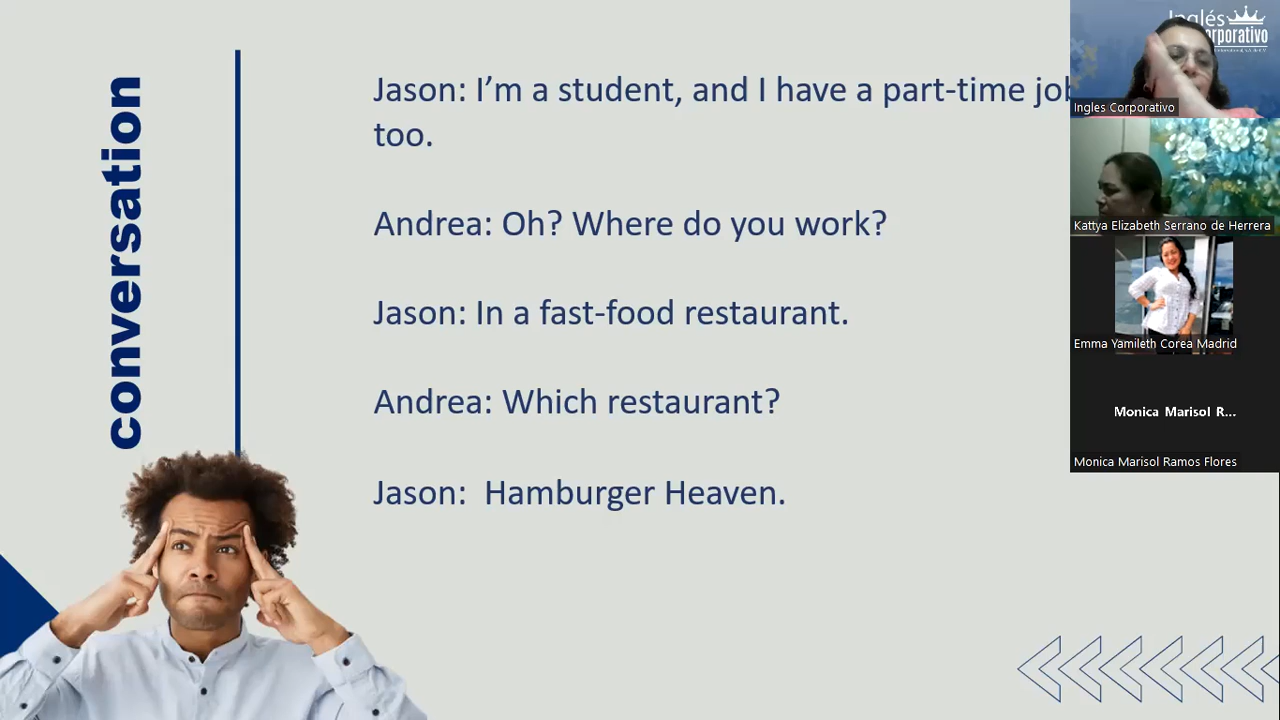 conversation
Jason: I’m a student, and I have a part-time job
too.
Andrea: Oh? Where do you work?
Jason: In a fast-food restaurant.
Andrea: Which restaurant?
Jason: Hamburger Heaven.
Inglés
Ingles Corporativo
Kattya Elizabeth Serrano de Herrera
Emma Yamileth Corea Madrid
Monica Marisol R...
Monica Marisol Ramos Flores